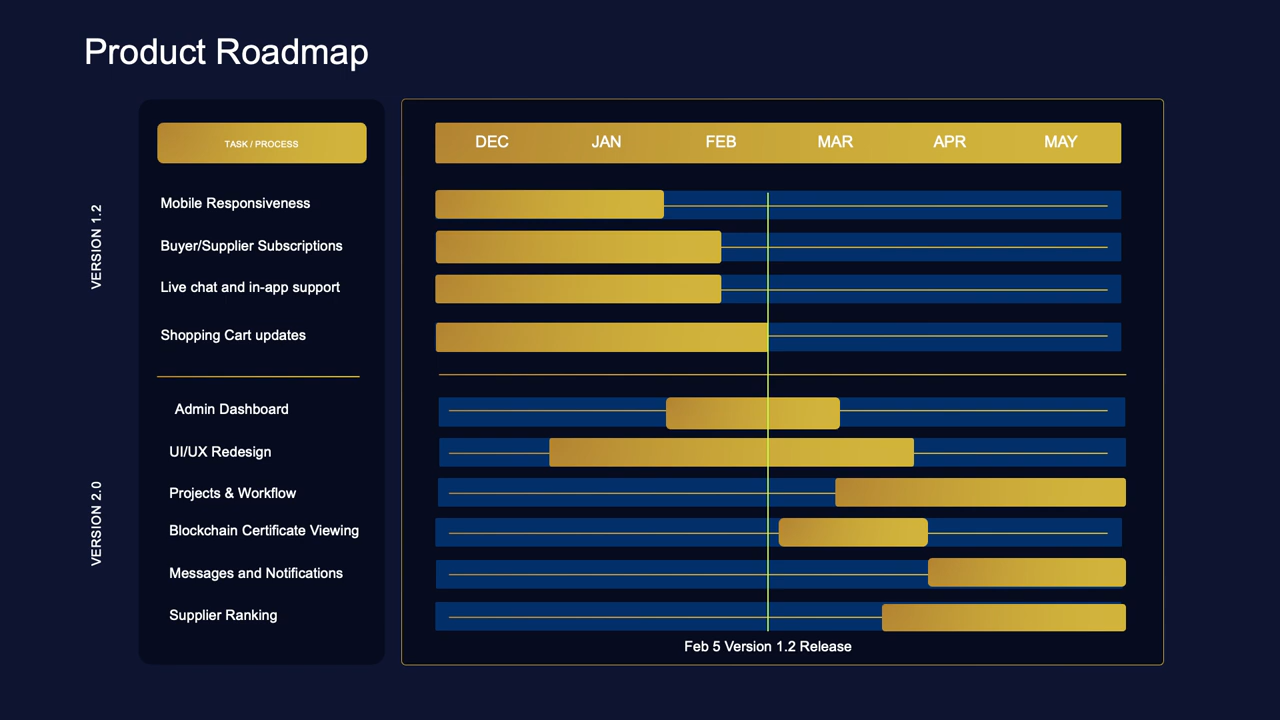 Product Roadmap
TASK / PROCESS
DEC JAN FEB MAR APR MAY
VERSION 1.2
Mobile Responsiveness
Buyer/Supplier Subscriptions
Live chat and in-app support
Shopping Cart updates
VERSION 2.0
Admin Dashboard
UI/UX Redesign
Projects & Workflow
Blockchain Certificate Viewing
Messages and Notifications
Supplier Ranking
Feb 5 Version 1.2 Release